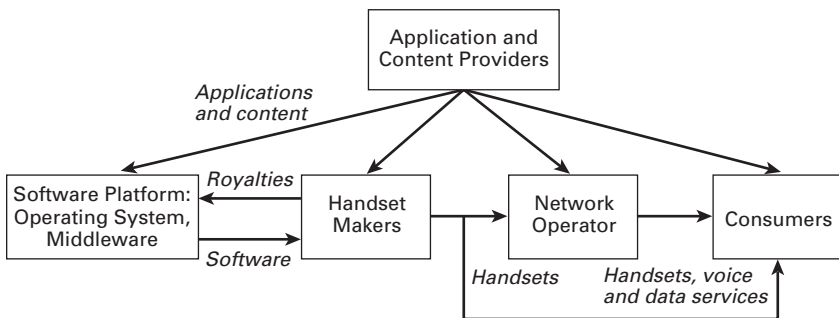 Application and
Content Providers
Applications
and content
Software Platform:
Operating System,
Middleware
Royalties
Software
Handset
Makers
Network
Operator
Consumers
Handsets
Handsets, voice
and data services